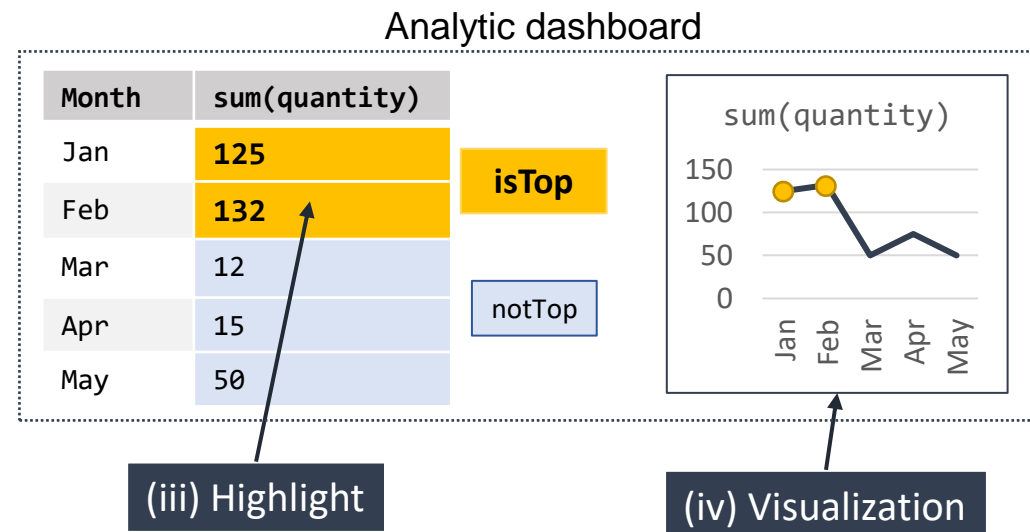 Analytic dashboard
Month sum(quantity)
Jan 125
Feb 132
Mar 12
Apr 15
May 50
isTop
notTop
sum(quantity)
150
100
50
0
Jan Feb Mar Apr May
(iii) Highlight
(iv) Visualization